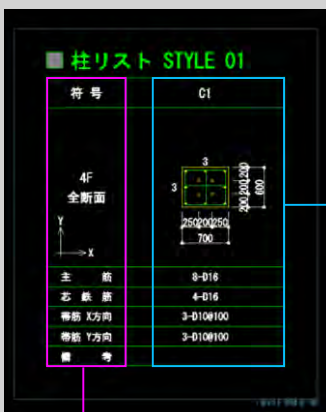 柱リスト STYLE 01
符 号 C1
3
4F
全断面
3
200 200 200
600
Y
X
250 200 250
700
主 筋 8-D16
芯 鉄 筋 4-D16
帯筋 X方向 3-D10@100
帯筋 Y方向 3-D10@100
備 考